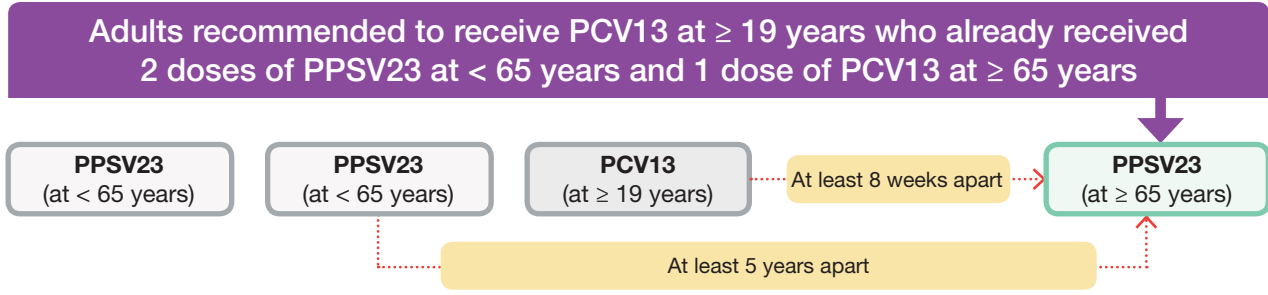 Adults recommended to receive PCV13 at ≥ 19 years who already received
2 doses of PPSV23 at < 65 years and 1 dose of PCV13 at ≥ 65 years
PPSV23
(at < 65 years)
PPSV23
(at < 65 years)
PCV13
(at ≥ 19 years)
At least 8 weeks apart
PPSV23
(at ≥ 65 years)
At least 5 years apart